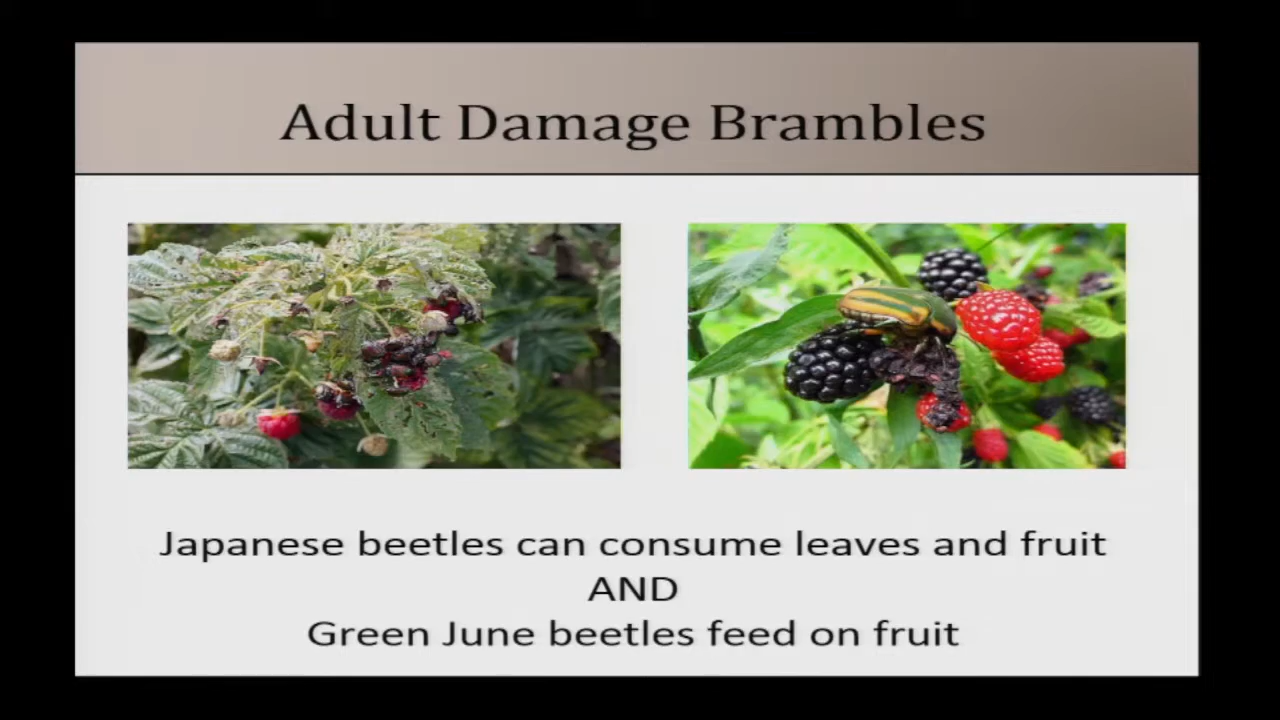 Adult Damage Brambles
Japanese beetles can consume leaves and fruit
AND
Green June beetles feed on fruit